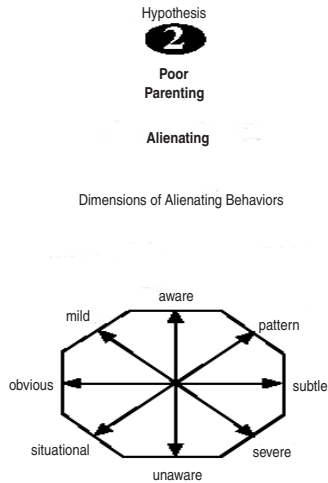 Hypothesis
2
Poor
Parenting
Alienating
Dimensions of Alienating Behaviors
aware
mild
pattern
obvious
subtle
situational
severe
unaware